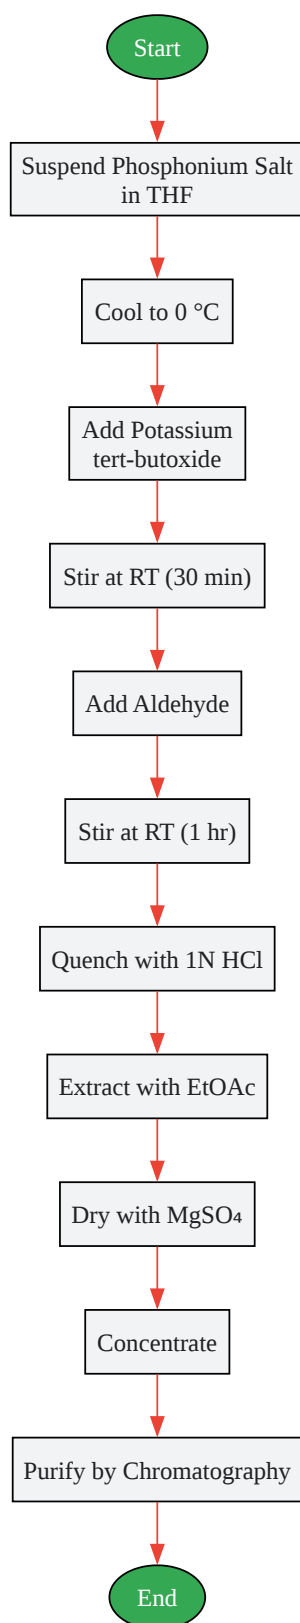 Start
Suspend Phosphonium Salt
in THF
Cool to 0 °C
Add Potassium
tert-butoxide
Stir at RT (30 min)
Add Aldehyde
Stir at RT (1 hr)
Quench with 1N HCl
Extract with EtOAc
Dry with MgSO₄
Concentrate
Purify by Chromatography
End